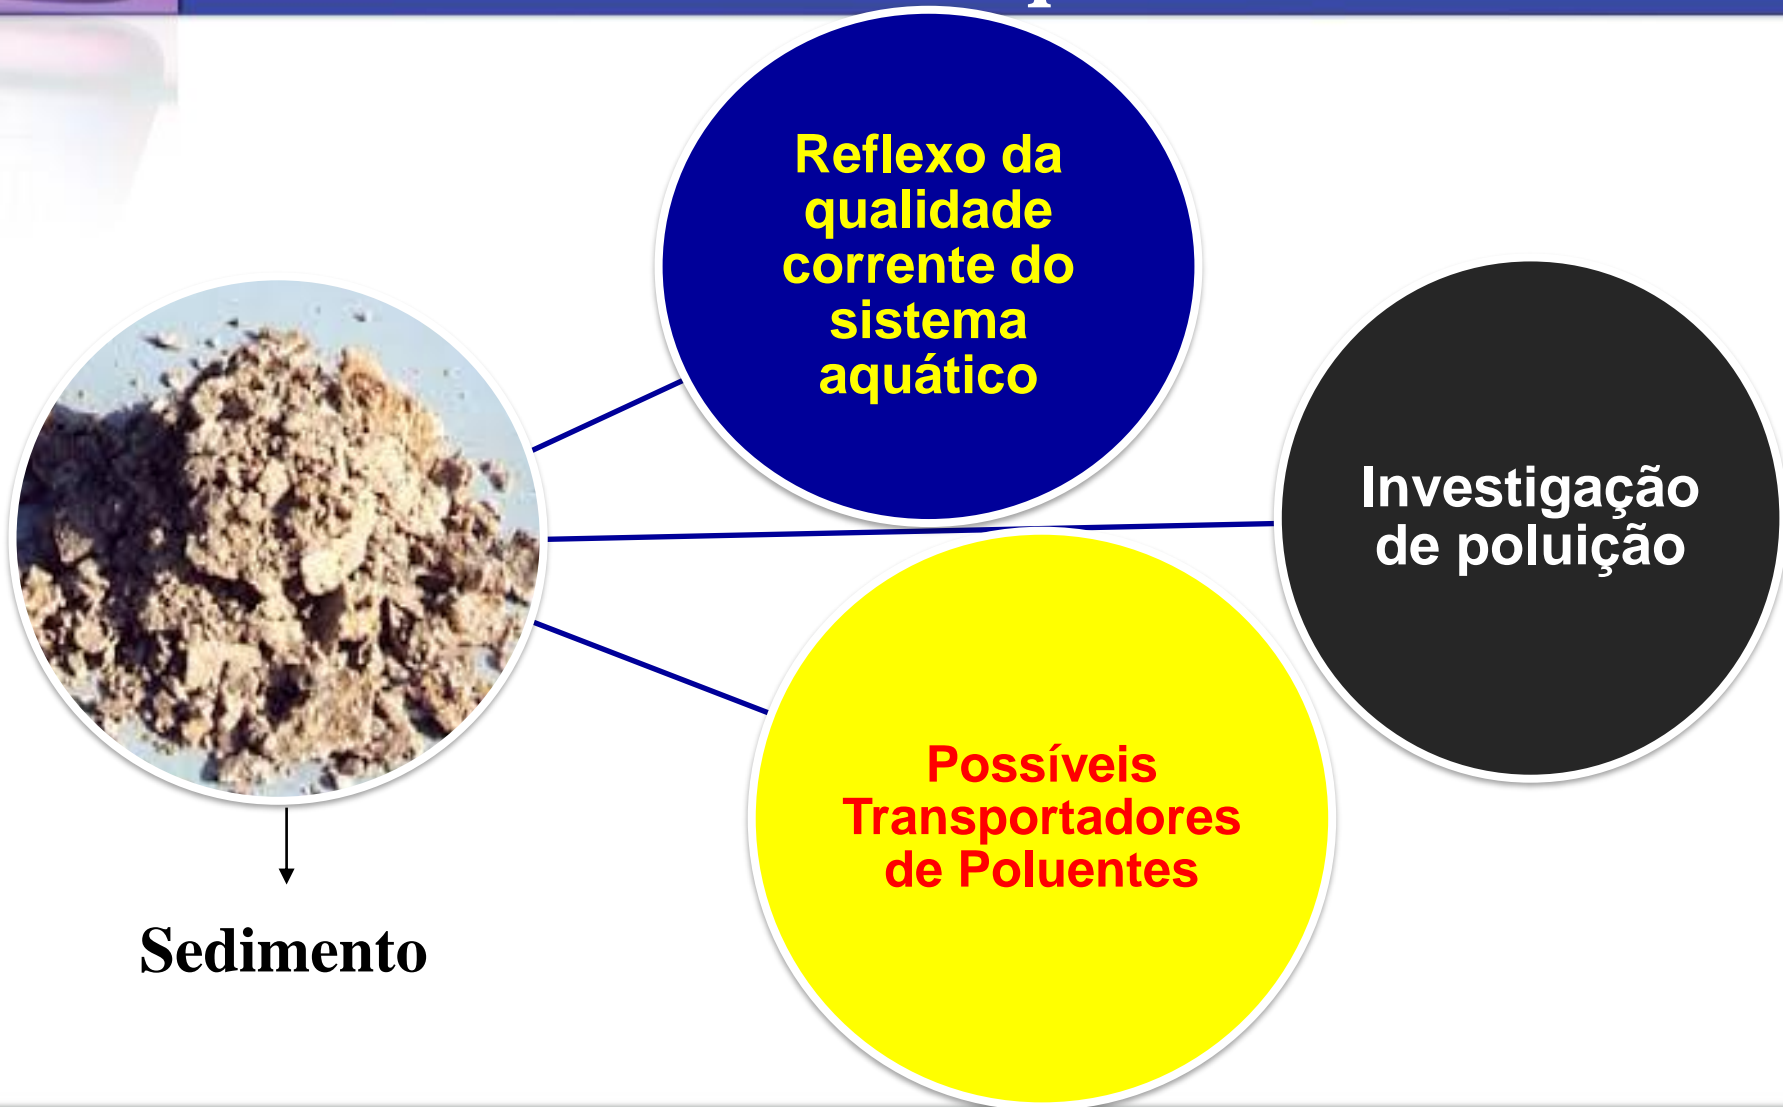 Reflexo da
qualidade
corrente do
sistema
aquático
Investigação
de poluição
Possíveis
Transportadores
de Poluentes
Sedimento